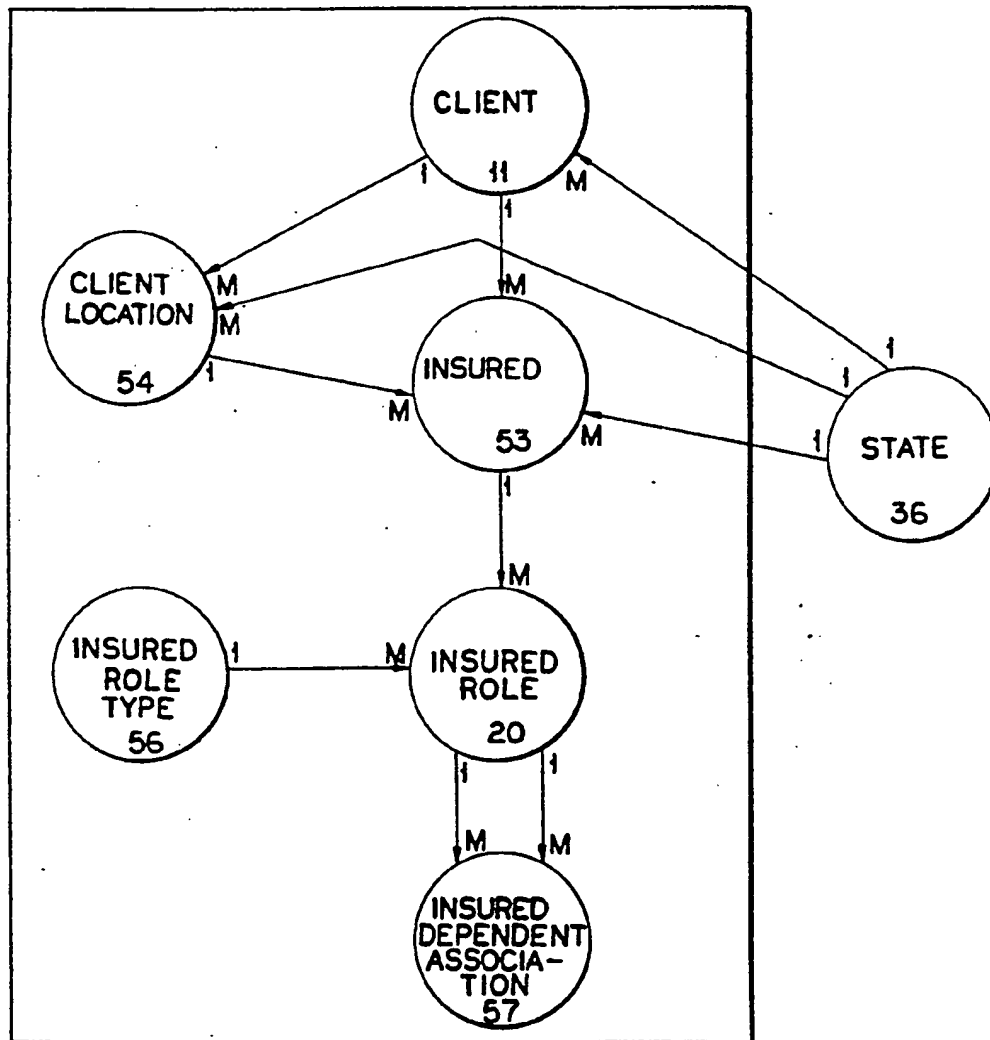 CLIENT
11
1
1
M
M
M
M
1
1
1
CLIENT
LOCATION
54
M
1
M
INSURED
53
M
1
STATE
36
M
INSURED
ROLE
TYPE
56
1
M
INSURED
ROLE
20
1
1
M
M
INSURED
DEPENDENT
ASSOCIA-
TION
57